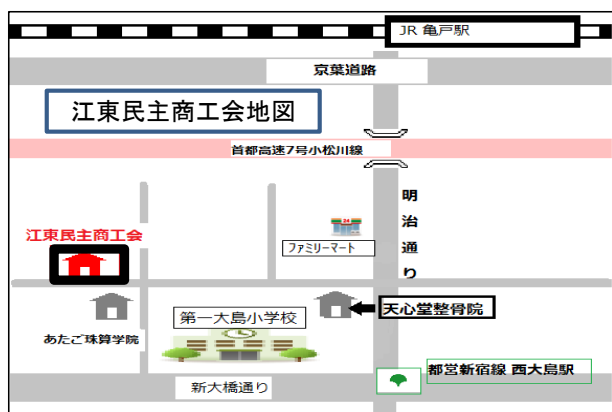 JR 亀戸駅
京葉道路
江東民主商工会地図
首都高速7号小松川線
明治通り
江東民主商工会
24
ファミリーマート
天心堂整骨院
第一大島小学校
あたご珠算学院
都営新宿線 西大島駅
新大橋通り